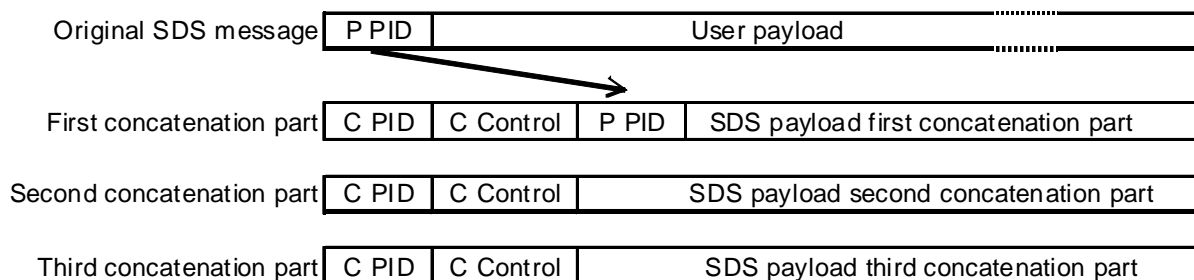 Original SDS message P PID User payload
First concatenation part C PID C Control P PID SDS payload first concatenation part
Second concatenation part C PID C Control SDS payload second concatenation part
Third concatenation part C PID C Control SDS payload third concatenation part